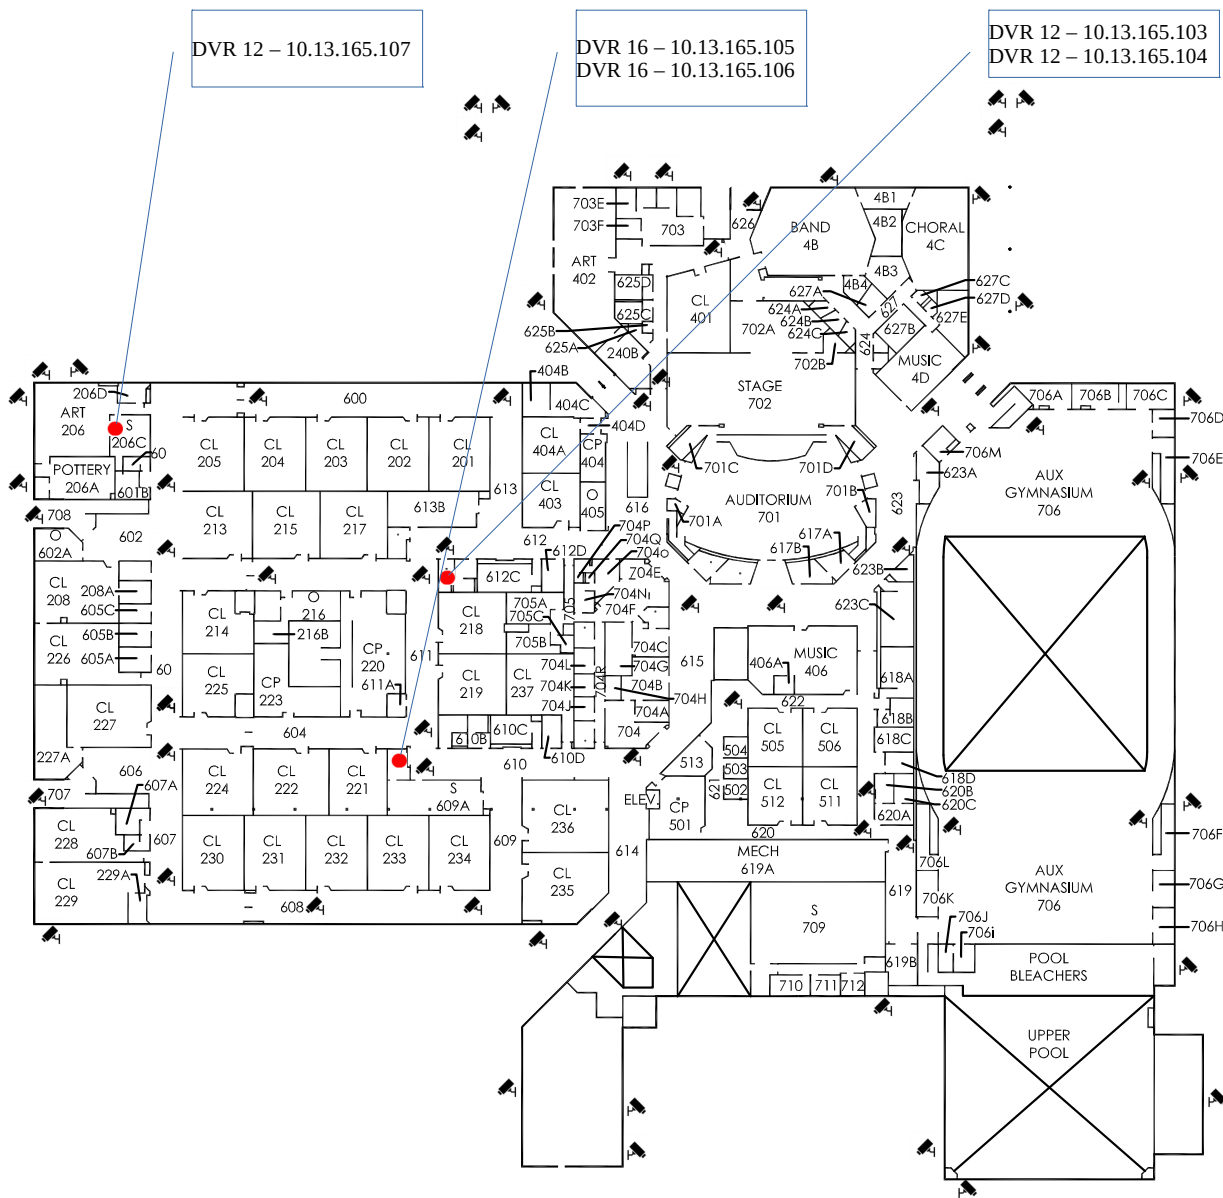 DVR 12 – 10.13.165.107
DVR 16 – 10.13.165.105
DVR 16 – 10.13.165.106
DVR 12 – 10.13.165.103
DVR 12 – 10.13.165.104
703E
703F
703
626
BAND
4B
4B1
4B2
CHORAL
4C
ART
402
4B3
4B4
625D
625C
625B
625A
240B
CL
401
702A
627A
624A
624B
624C
702B
624
627
627B
627C
627D
627E
MUSIC
4D
STAGE
702
206D
ART
206
S
206C
60
POTTERY
206A
601B
600
CL
205
CL
204
CL
203
CL
202
CL
201
404B
404C
404D
CL
404A
CP
404
CL
403
405
613
613B
616
701C
701D
AUDITORIUM
701
701A
701B
617A
617B
706A
706B
706C
706D
706E
706M
623A
623
AUX
GYMNASIUM
706
708
602
602A
CL
213
CL
215
CL
217
612
612D
612C
704P
704Q
704o
704E
704N
704F
705
705A
705C
705B
623B
623C
CL
208
208A
605C
605B
605A
CL
226
CL
214
216
216B
CP
220
CL
218
611
611A
60
CL
225
CP
223
CL
219
CL
237
704L
704K
704J
704R
704C
704G
704B
704H
704A
704
615
MUSIC
406
406A
622
618A
618B
618C
618D
620B
620C
620A
CL
227
227A
604
610B
610C
610D
610
606
607A
707
CL
224
CL
222
CL
221
S
609A
513
504
503
502
621
CL
505
CL
506
CL
512
CL
511
ELEV.
CP
501
620
CL
228
607B
607
229A
CL
229
CL
230
CL
231
CL
232
CL
233
CL
234
609
CL
236
CL
235
614
608
MECH
619A
619
619B
S
709
710
711
712
706L
706K
706J
706i
AUX
GYMNASIUM
706
706F
706G
706H
POOL
BLEACHERS
UPPER
POOL